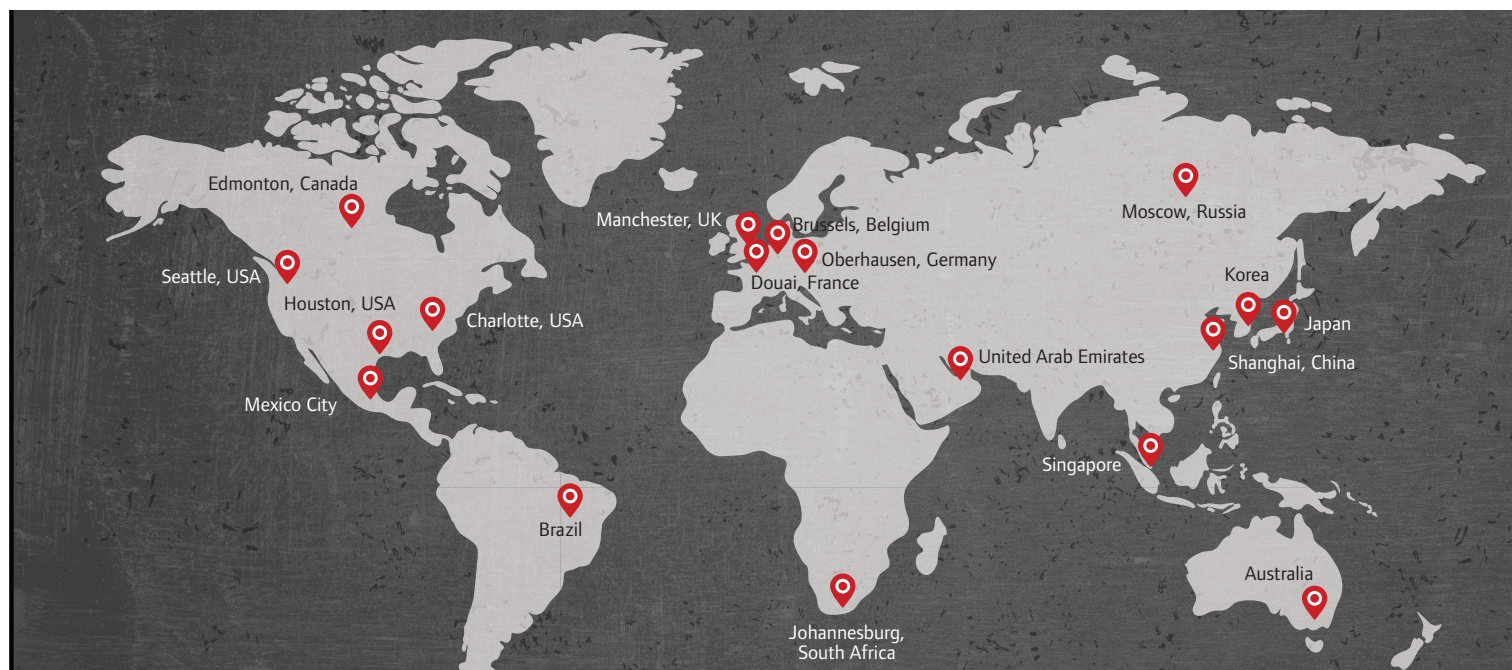 Edmonton, Canada
Manchester, UK
Brussels, Belgium
Moscow, Russia
Oberhausen, Germany
Seattle, USA
Douai, France
Korea
Houston, USA
Charlotte, USA
Japan
United Arab Emirates
Shanghai, China
Mexico City
Singapore
Brazil
Australia
Johannesburg,
South Africa